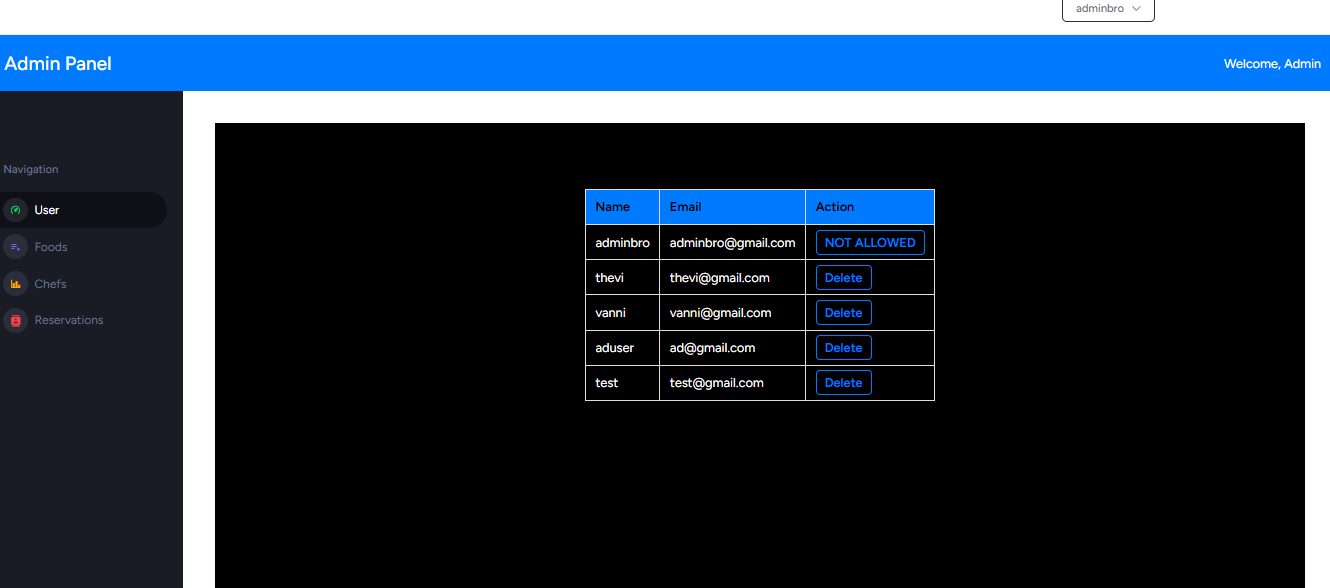 adminbro
Admin Panel
Welcome, Admin
Navigation
User
Foods
Chefs
Reservations
Name Email Action
adminbro adminbro@gmail.com NOT ALLOWED
thevi thevi@gmail.com Delete
vanni vanni@gmail.com Delete
aduser ad@gmail.com Delete
test test@gmail.com Delete